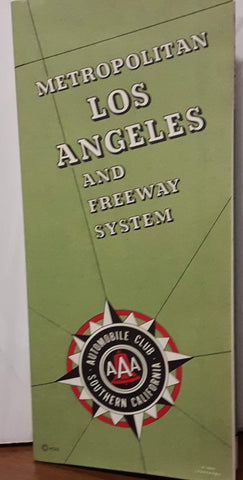 METROPOLITAN
LOS
ANGELES
AND
FREEWAY
SYSTEM
AUTOMOBILE CLUB
AAA
SOUTHERN CALIFORNIA